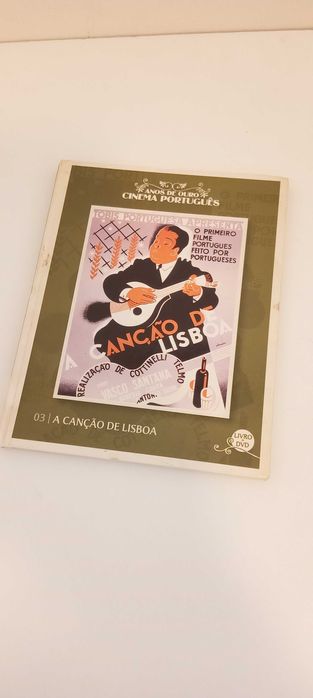 ANOS DE OURO
CINEMA PORTUGUÊS
TOBIS PORTUGUESA APRESENTA
O PRIMEIRO
FILME
PORTUGUES
FEITO POR
PORTUGUESES
A CANÇÃO DE
LISBOA
REALIZAÇÃO DE COTTINELLI TELMO
VASCO SANTANA
03 | A CANÇÃO DE LISBOA
LIVRO
+
DVD